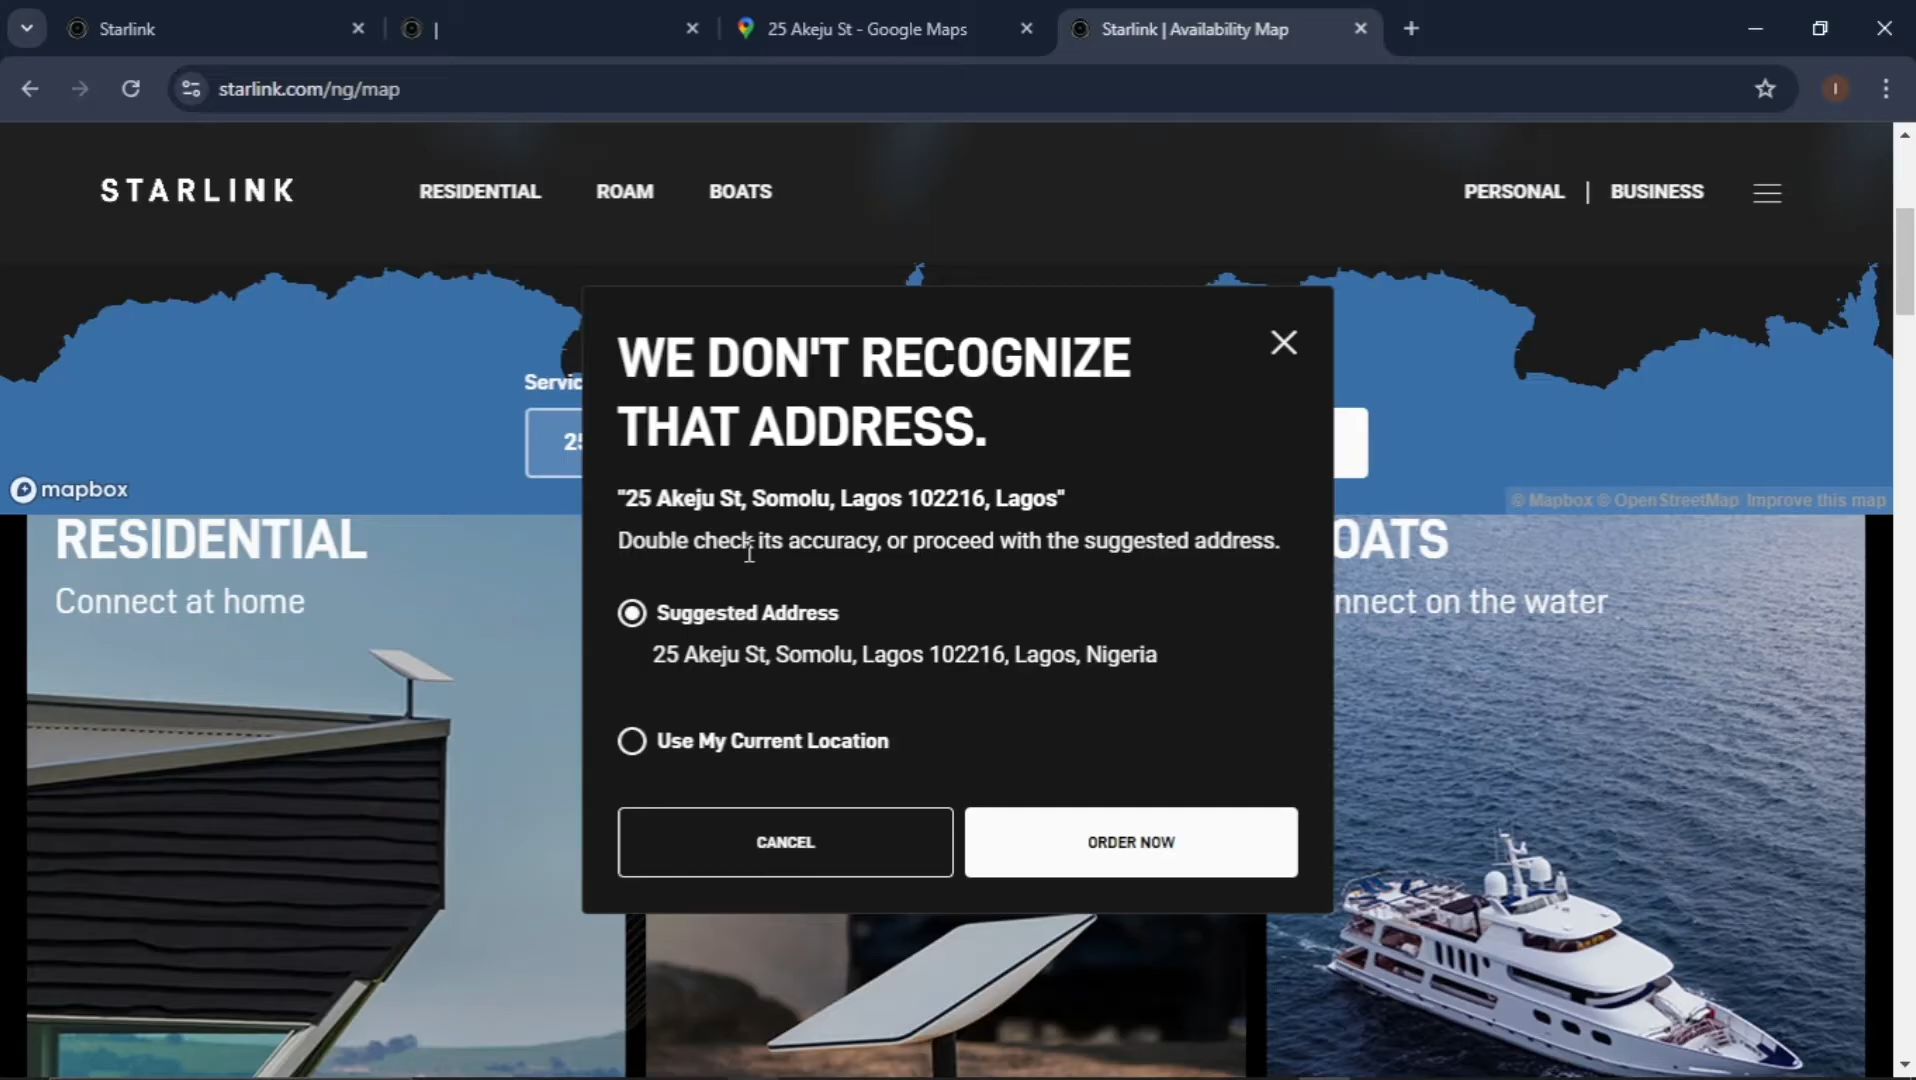 Starlink
|
25 Akeju St - Google Maps
Starlink | Availability Map
starlink.com/ng/map
I
STARLINK
RESIDENTIAL
ROAM
BOATS
PERSONAL | BUSINESS
WE DON'T RECOGNIZE
THAT ADDRESS.
"25 Akeju St, Somolu, Lagos 102216, Lagos"
Double check its accuracy, or proceed with the suggested address.
Suggested Address
25 Akeju St, Somolu, Lagos 102216, Lagos, Nigeria
Use My Current Location
CANCEL
ORDER NOW
Servic
25
mapbox
© Mapbox © OpenStreetMap Improve this map
RESIDENTIAL
Connect at home
OATS
nnect on the water